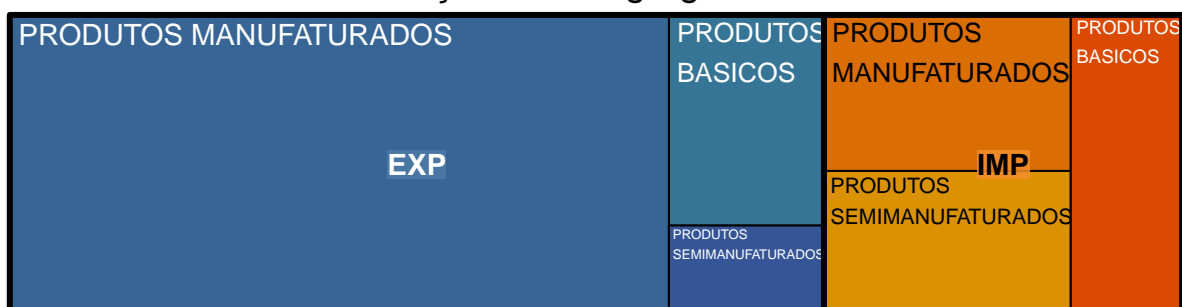 PRODUTOS MANUFATURADOS
EXP
PRODUTOS
BASICOS
PRODUTOS
SEMIMANUFATURADOS
PRODUTOS
MANUFATURADOS
IMP
PRODUTOS
SEMIMANUFATURADOS
PRODUTOS
BASICOS